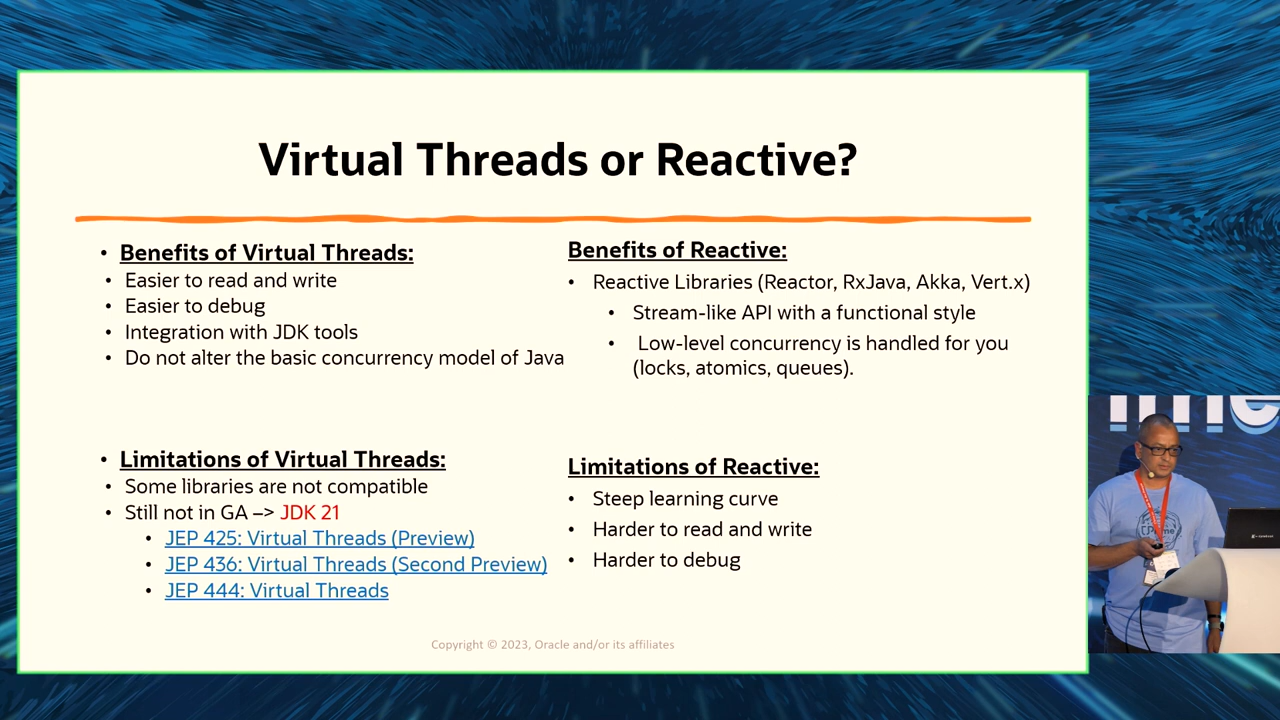 Virtual Threads or Reactive?
• Benefits of Virtual Threads:
• Easier to read and write
• Easier to debug
• Integration with JDK tools
• Do not alter the basic concurrency model of Java
Benefits of Reactive:
• Reactive Libraries (Reactor, RxJava, Akka, Vert.x)
• Stream-like API with a functional style
• Low-level concurrency is handled for you
(locks, atomics, queues).
• Limitations of Virtual Threads:
• Some libraries are not compatible
• Still not in GA –> JDK 21
• JEP 425: Virtual Threads (Preview)
• JEP 436: Virtual Threads (Second Preview)
• JEP 444: Virtual Threads
Limitations of Reactive:
• Steep learning curve
• Harder to read and write
• Harder to debug
Copyright © 2023, Oracle and/or its affiliates